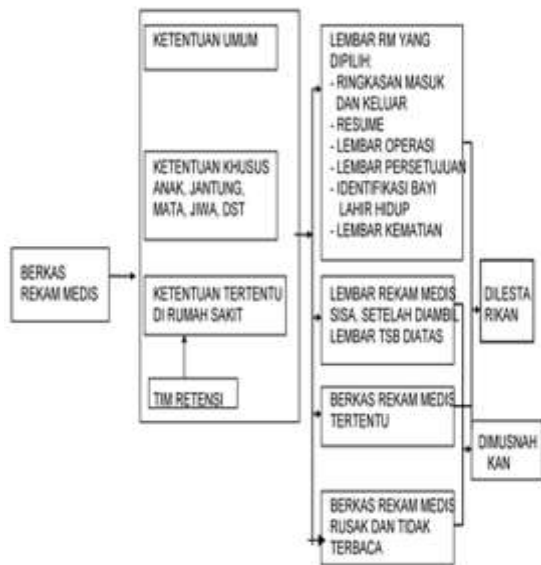 BERKAS
REKAM MEDIS
KETENTUAN UMUM
KETENTUAN KHUSUS
ANAK, JANTUNG,
MATA, JIWA, DST
KETENTUAN TERTENTU
DI RUMAH SAKIT
TIM RETENSI
LEMBAR RM YANG
DIPILIH:
- RINGKASAN MASUK
DAN KELUAR
- RESUME
- LEMBAR OPERASI
- LEMBAR PERSETUJUAN
- IDENTIFIKASI BAYI
LAHIR HIDUP
- LEMBAR KEMATIAN
LEMBAR REKAM MEDIS
SISA, SETELAH DIAMBIL
LEMBAR TSB DIATAS
BERKAS REKAM MEDIS
TERTENTU
BERKAS REKAM MEDIS
RUSAK DAN TIDAK
TERBACA
DILESTA
RIKAN
DIMUSNAH
KAN